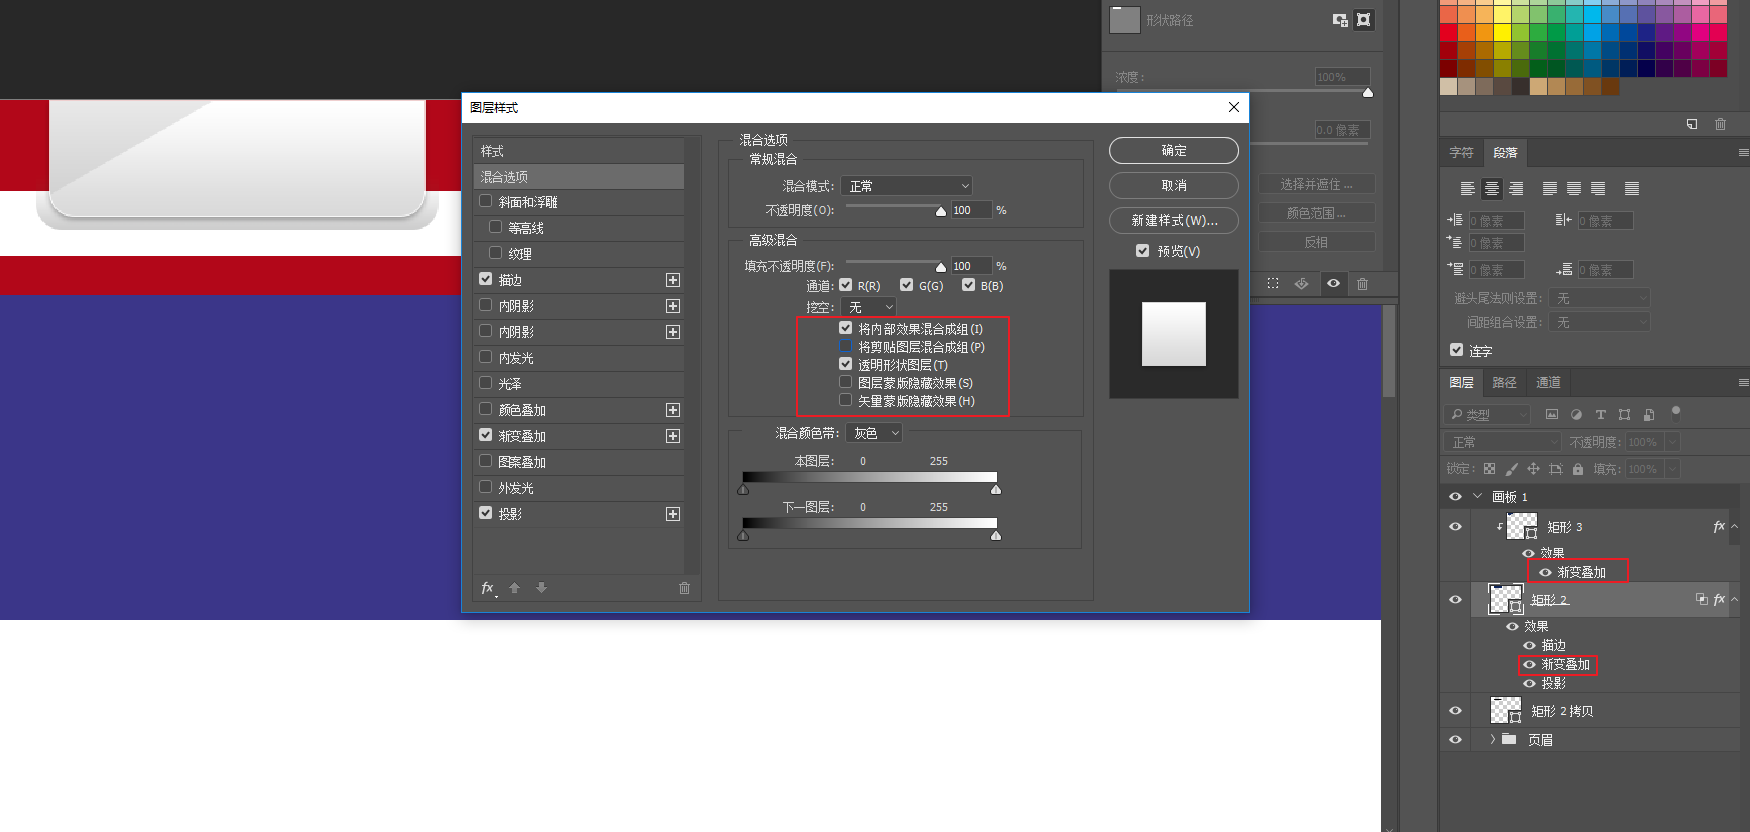 形状路径
浓度:
100%
0.0 像素
选择并遮住 ...
颜色范围 ...
反相
图层样式
样式
混合选项
斜面和浮雕
等高线
纹理
描边
内阴影
内阴影
内发光
光泽
颜色叠加
渐变叠加
图案叠加
外发光
投影
fx
混合选项
常规混合
混合模式: 正常
不透明度(O): 100 %
高级混合
填充不透明度(F): 100 %
通道: R(R) G(G) B(B)
挖空: 无
将内部效果混合成组(I)
将剪贴图层混合成组(P)
透明形状图层(T)
图层蒙版隐藏效果(S)
矢量蒙版隐藏效果(H)
混合颜色带: 灰色
本图层: 0 255
下一图层: 0 255
确定
取消
新建样式(W)...
预览(V)
字符 段落
0 像素 0 像素
0 像素
0 像素 0 像素
避头尾法则设置: 无
间距组合设置: 无
连字
图层 路径 通道
类型
正常 不透明度: 100%
锁定: 填充: 100%
画板 1
矩形 3 fx
效果
渐变叠加
矩形 2 fx
效果
描边
渐变叠加
投影
矩形 2 拷贝
页眉